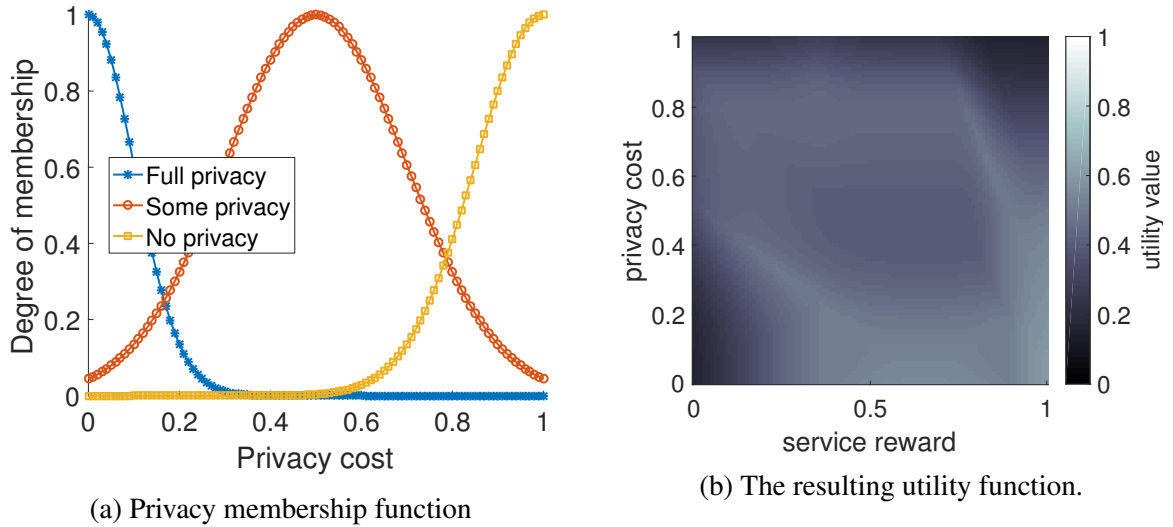 1
0.8
0.6
0.4
0.2
0
Degree of membership
Full privacy
Some privacy
No privacy
0 0.2 0.4 0.6 0.8 1
Privacy cost
(a) Privacy membership function
1
0.8
0.6
0.4
0.2
0
privacy cost
0 0.5 1
service reward
1
0.8
0.6
0.4
0.2
0
utility value
(b) The resulting utility function.